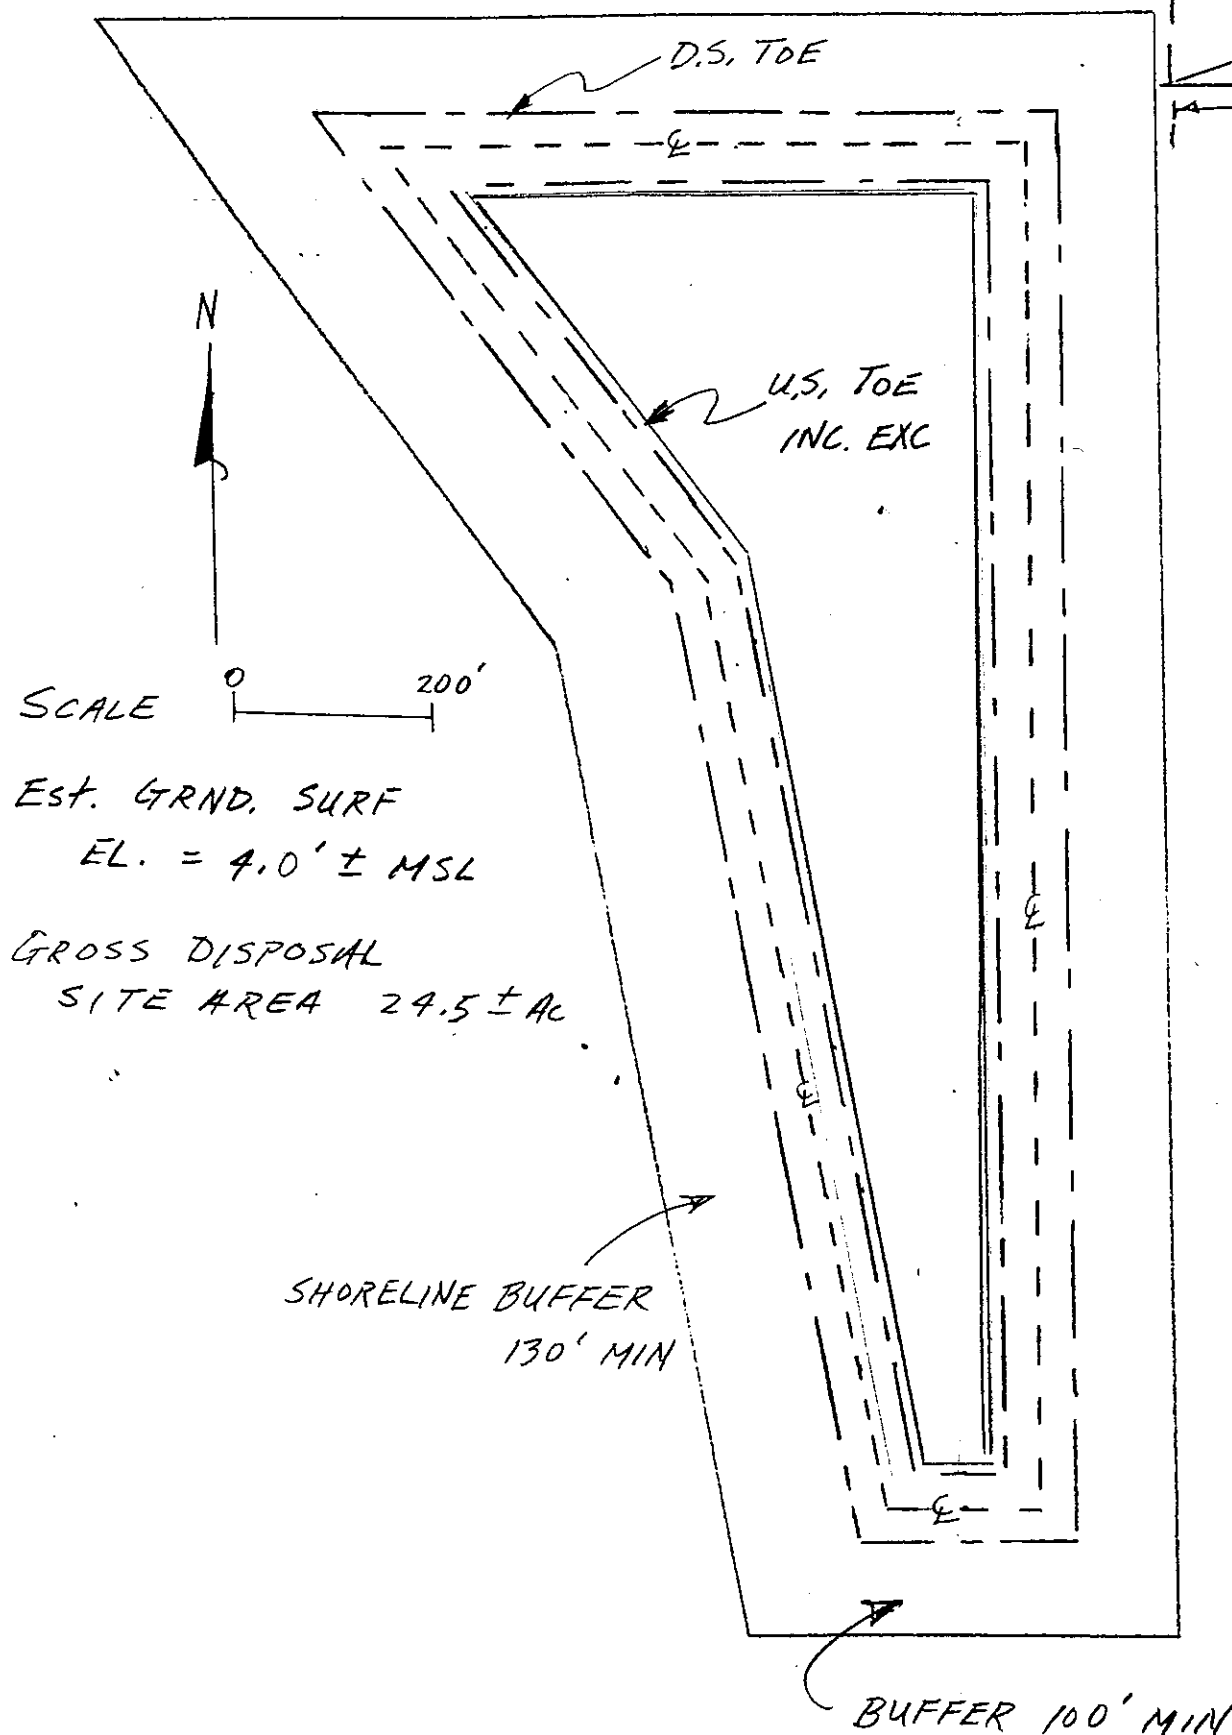 D.S. TOE
℄
N
U.S. TOE
INC. EXC
0 200'
SCALE
Est. GRND. SURF
EL. = 4.0' ± MSL
℄
GROSS DISPOSAL
SITE AREA 24.5 ± Ac
℄
SHORELINE BUFFER
130' MIN
℄
BUFFER 100' MIN